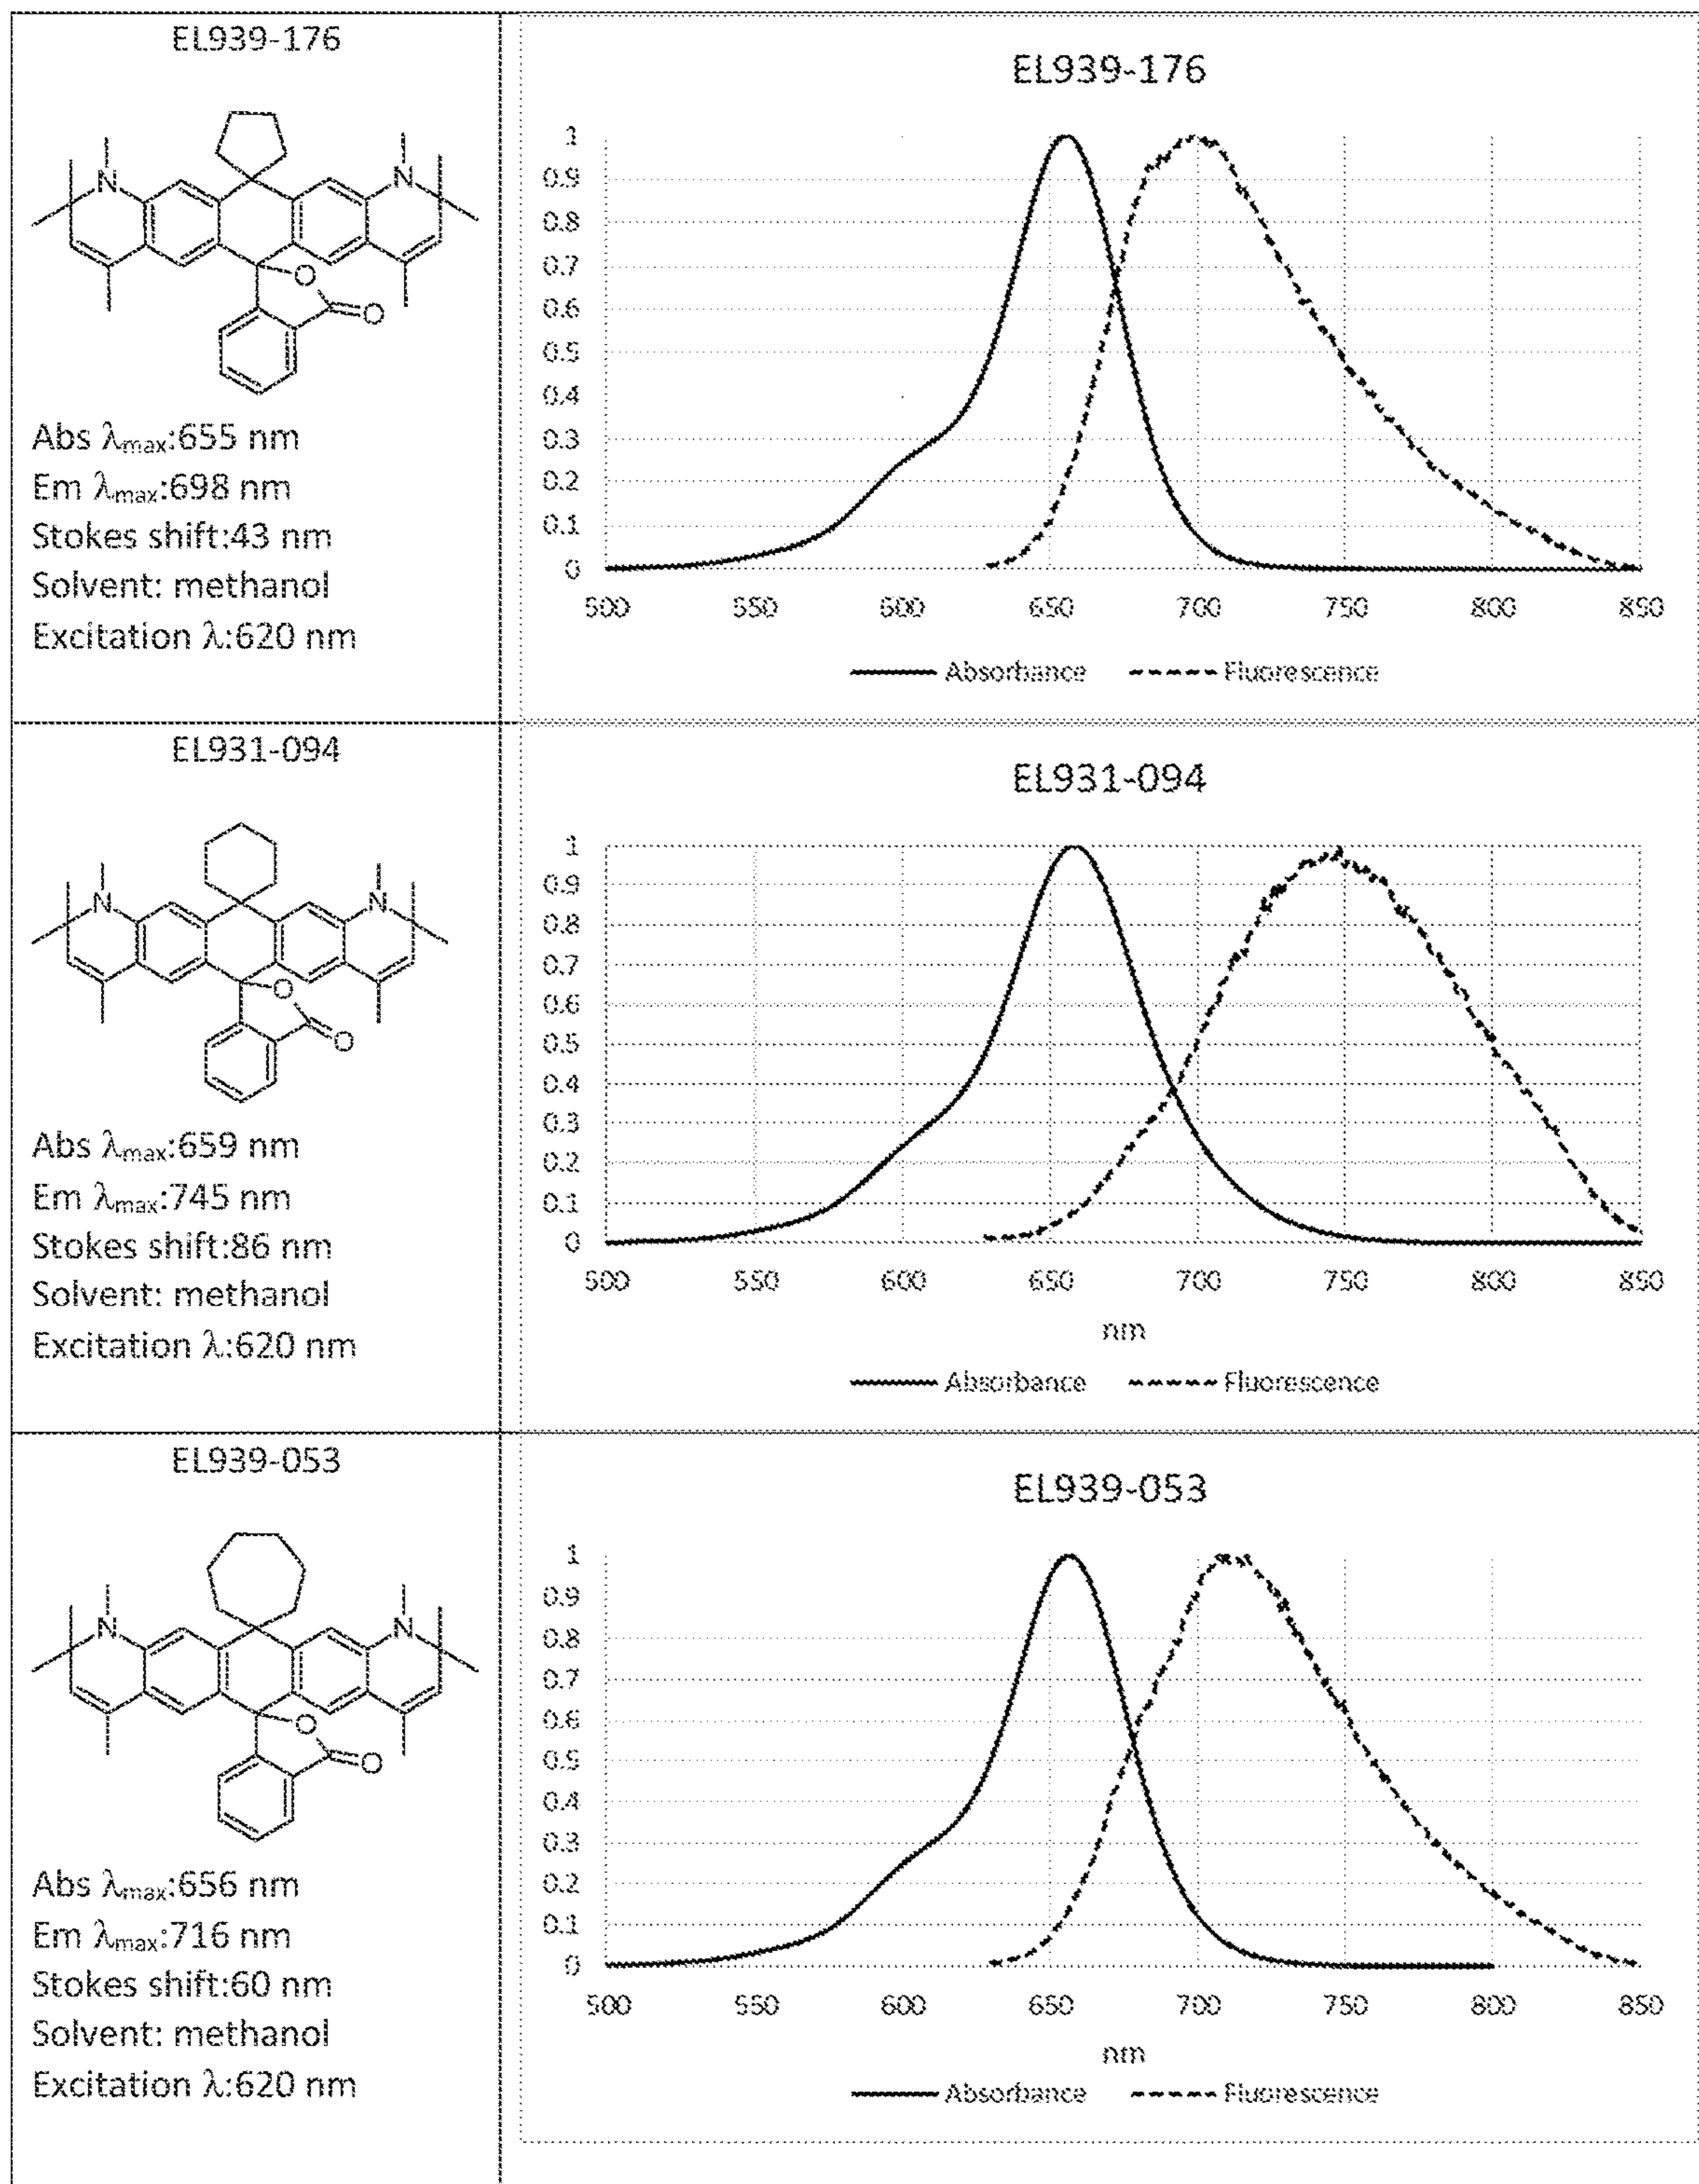 EL939-176
N
N
O
O
Abs λmax:655 nm
Em λmax:698 nm
Stokes shift:43 nm
Solvent: methanol
Excitation λ:620 nm
EL939-176
1
0.9
0.8
0.7
0.6
0.5
0.4
0.3
0.2
0.1
0
500 550 600 650 700 750 800 850
Absorbance Fluorescence
EL931-094
N
N
O
O
Abs λmax:659 nm
Em λmax:745 nm
Stokes shift:86 nm
Solvent: methanol
Excitation λ:620 nm
EL931-094
1
0.9
0.8
0.7
0.6
0.5
0.4
0.3
0.2
0.1
0
500 550 600 650 700 750 800 850
nm
Absorbance Fluorescence
EL939-053
N
N
O
O
Abs λmax:656 nm
Em λmax:716 nm
Stokes shift:60 nm
Solvent: methanol
Excitation λ:620 nm
EL939-053
1
0.9
0.8
0.7
0.6
0.5
0.4
0.3
0.2
0.1
0
500 550 600 650 700 750 800 850
nm
Absorbance Fluorescence